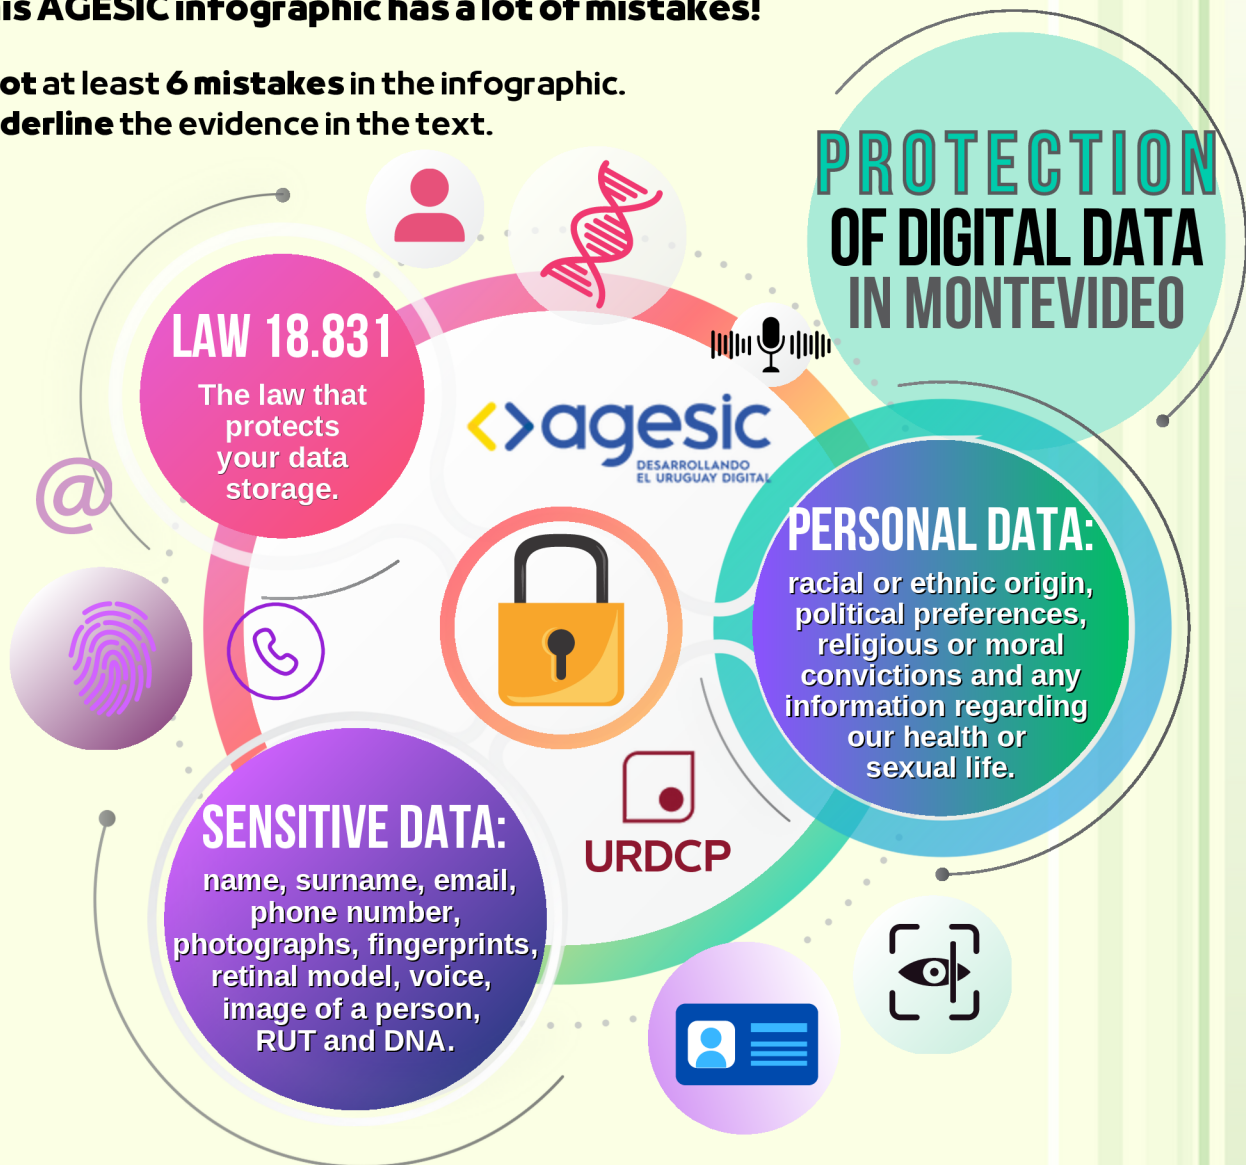 is AGESIC infographic has a lot of mistakes!
ot at least 6 mistakes in the infographic.
derline the evidence in the text.
PROTECTION
OF DIGITAL DATA
IN MONTEVIDEO
LAW 18.831
The law that
protects
your data
storage.
<>agesic
DESARROLLANDO
EL URUGUAY DIGITAL
@
PERSONAL DATA:
racial or ethnic origin,
political preferences,
religious or moral
convictions and any
information regarding
our health or
sexual life.
SENSITIVE DATA:
name, surname, email,
phone number,
photographs, fingerprints,
retinal model, voice,
image of a person,
RUT and DNA.
URDCP